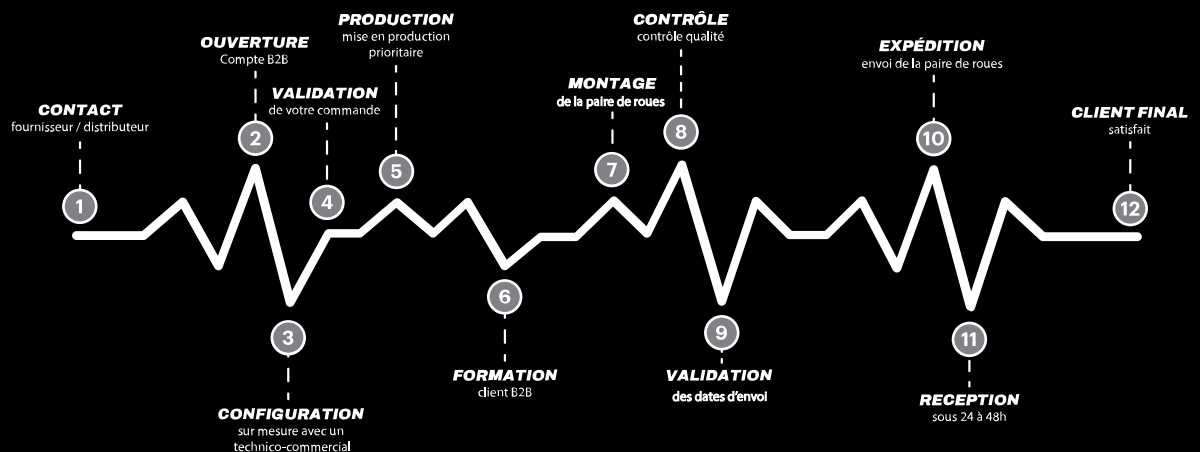 CONTACT
fournisseur / distributeur
1
OUVERTURE
Compte B2B
2
3
CONFIGURATION
sur mesure avec un
technico-commercial
VALIDATION
de votre commande
4
PRODUCTION
mise en production
prioritaire
5
6
FORMATION
client B2B
MONTAGE
de la paire de roues
7
CONTRÔLE
contrôle qualité
8
9
VALIDATION
des dates d'envoi
EXPÉDITION
envoi de la paire de roues
10
11
RECEPTION
sous 24 à 48h
CLIENT FINAL
satisfait
12